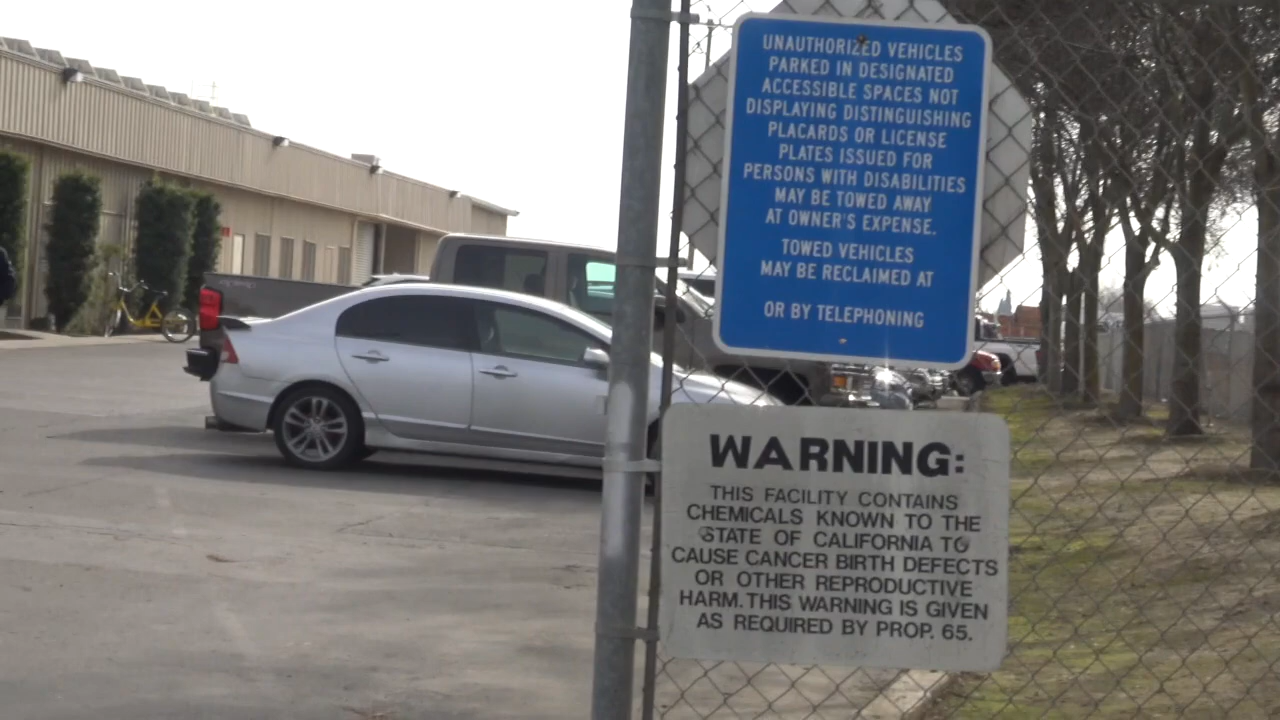 UNAUTHORIZED VEHICLES
PARKED IN DESIGNATED
ACCESSIBLE SPACES NOT
DISPLAYING DISTINGUISHING
PLACARDS OR LICENSE
PLATES ISSUED FOR
PERSONS WITH DISABILITIES
MAY BE TOWED AWAY
AT OWNER'S EXPENSE.
TOWED VEHICLES
MAY BE RECLAIMED AT
OR BY TELEPHONING
WARNING:
THIS FACILITY CONTAINS
CHEMICALS KNOWN TO THE
STATE OF CALIFORNIA TO
CAUSE CANCER BIRTH DEFECTS
OR OTHER REPRODUCTIVE
HARM. THIS WARNING IS GIVEN
AS REQUIRED BY PROP. 65.